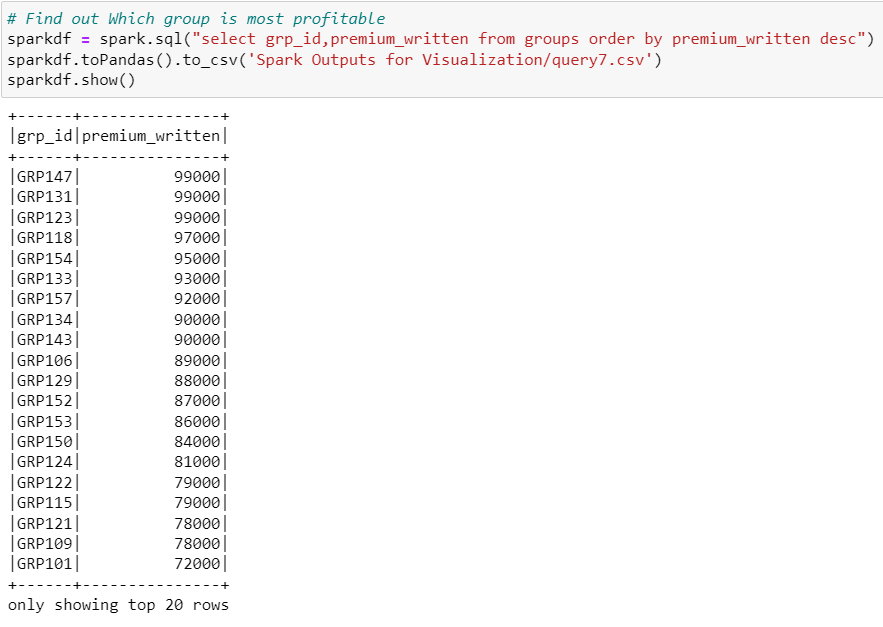 # Find out Which group is most profitable
sparkdf = spark.sql("select grp_id,premium_written from groups order by premium_written desc")
sparkdf.toPandas().to_csv('Spark Outputs for Visualization/query7.csv')
sparkdf.show()
+------+---------------+
|grp_id|premium_written|
+------+---------------+
|GRP147|          99000|
|GRP131|          99000|
|GRP123|          99000|
|GRP118|          97000|
|GRP154|          95000|
|GRP133|          93000|
|GRP157|          92000|
|GRP134|          90000|
|GRP143|          90000|
|GRP106|          89000|
|GRP129|          88000|
|GRP152|          87000|
|GRP153|          86000|
|GRP150|          84000|
|GRP124|          81000|
|GRP122|          79000|
|GRP115|          79000|
|GRP121|          78000|
|GRP109|          78000|
|GRP101|          72000|
+------+---------------+
only showing top 20 rows